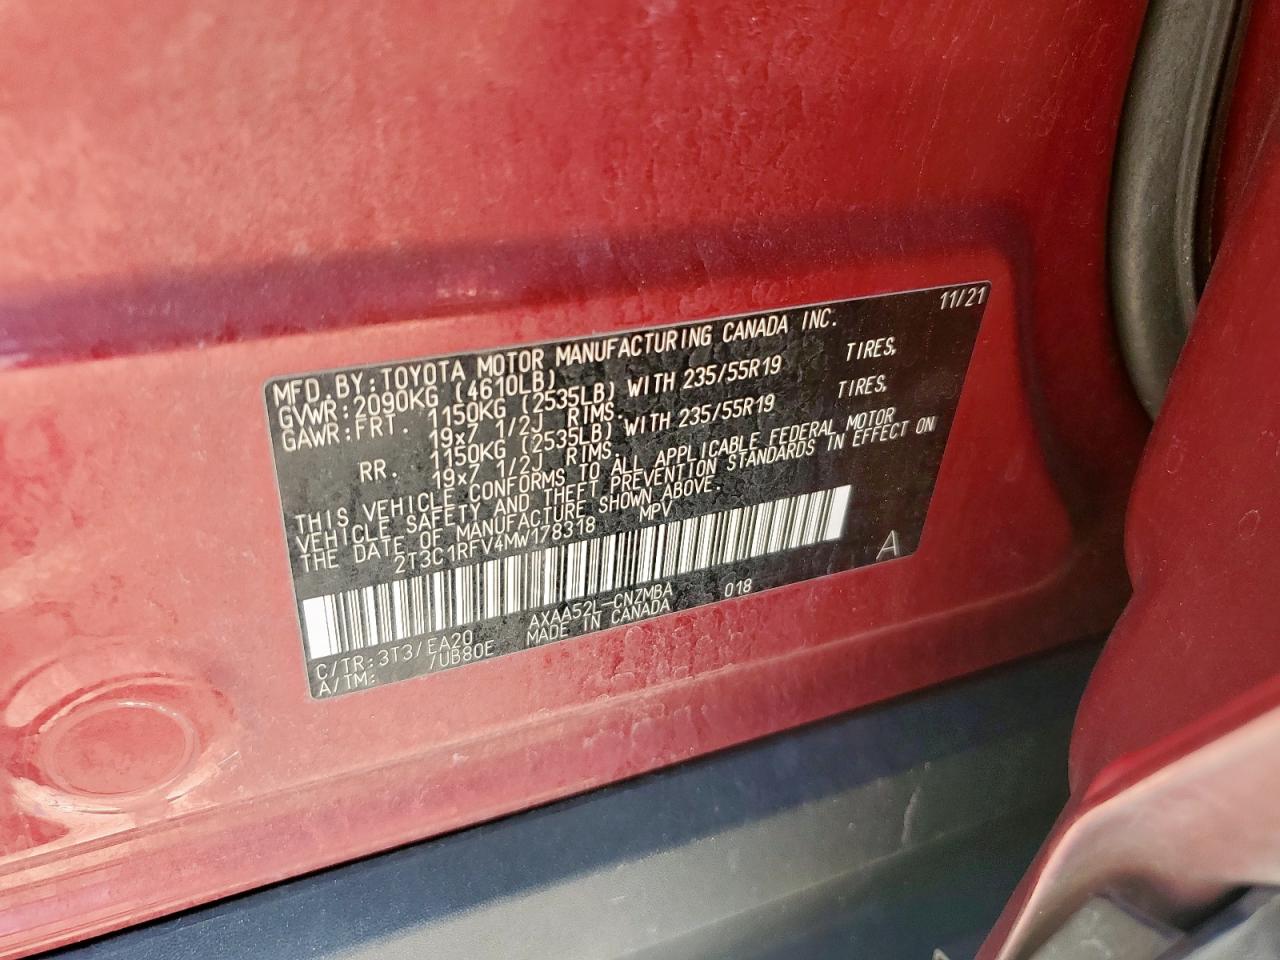 11/21
MFD.BY:TOYOTA MOTOR MANUFACTURING CANADA INC.
GVWR:2090KG (4610LB)
GAWR:FRT. 1150KG (2535LB) WITH 235/55R19 TIRES,
19x7 1/2J RIMS.
RR. 1150KG (2535LB) WITH 235/55R19 TIRES,
19x7 1/2J RIMS.
THIS VEHICLE CONFORMS TO ALL APPLICABLE FEDERAL MOTOR
VEHICLE SAFETY AND THEFT PREVENTION STANDARDS IN EFFECT ON
THE DATE OF MANUFACTURE SHOWN ABOVE.
2T3C1RFV4MW178318 MPV
A
C/TR:3T3/EA20 AXAA52L-CNZMBA 018
A/TM: /UB80E MADE IN CANADA